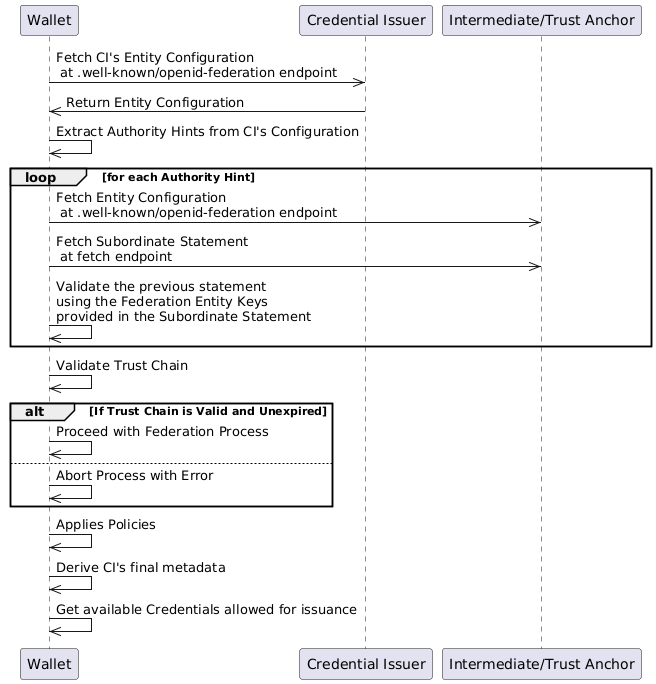 Wallet
Credential Issuer
Intermediate/Trust Anchor
Fetch CI's Entity Configuration
at .well-known/openid-federation endpoint
Return Entity Configuration
Extract Authority Hints from CI's Configuration
loop
[for each Authority Hint]
Fetch Entity Configuration
at .well-known/openid-federation endpoint
Fetch Subordinate Statement
at fetch endpoint
Validate the previous statement
using the Federation Entity Keys
provided in the Subordinate Statement
Validate Trust Chain
alt
[If Trust Chain is Valid and Unexpired]
Proceed with Federation Process
Abort Process with Error
Applies Policies
Derive CI's final metadata
Get available Credentials allowed for issuance
Wallet
Credential Issuer
Intermediate/Trust Anchor